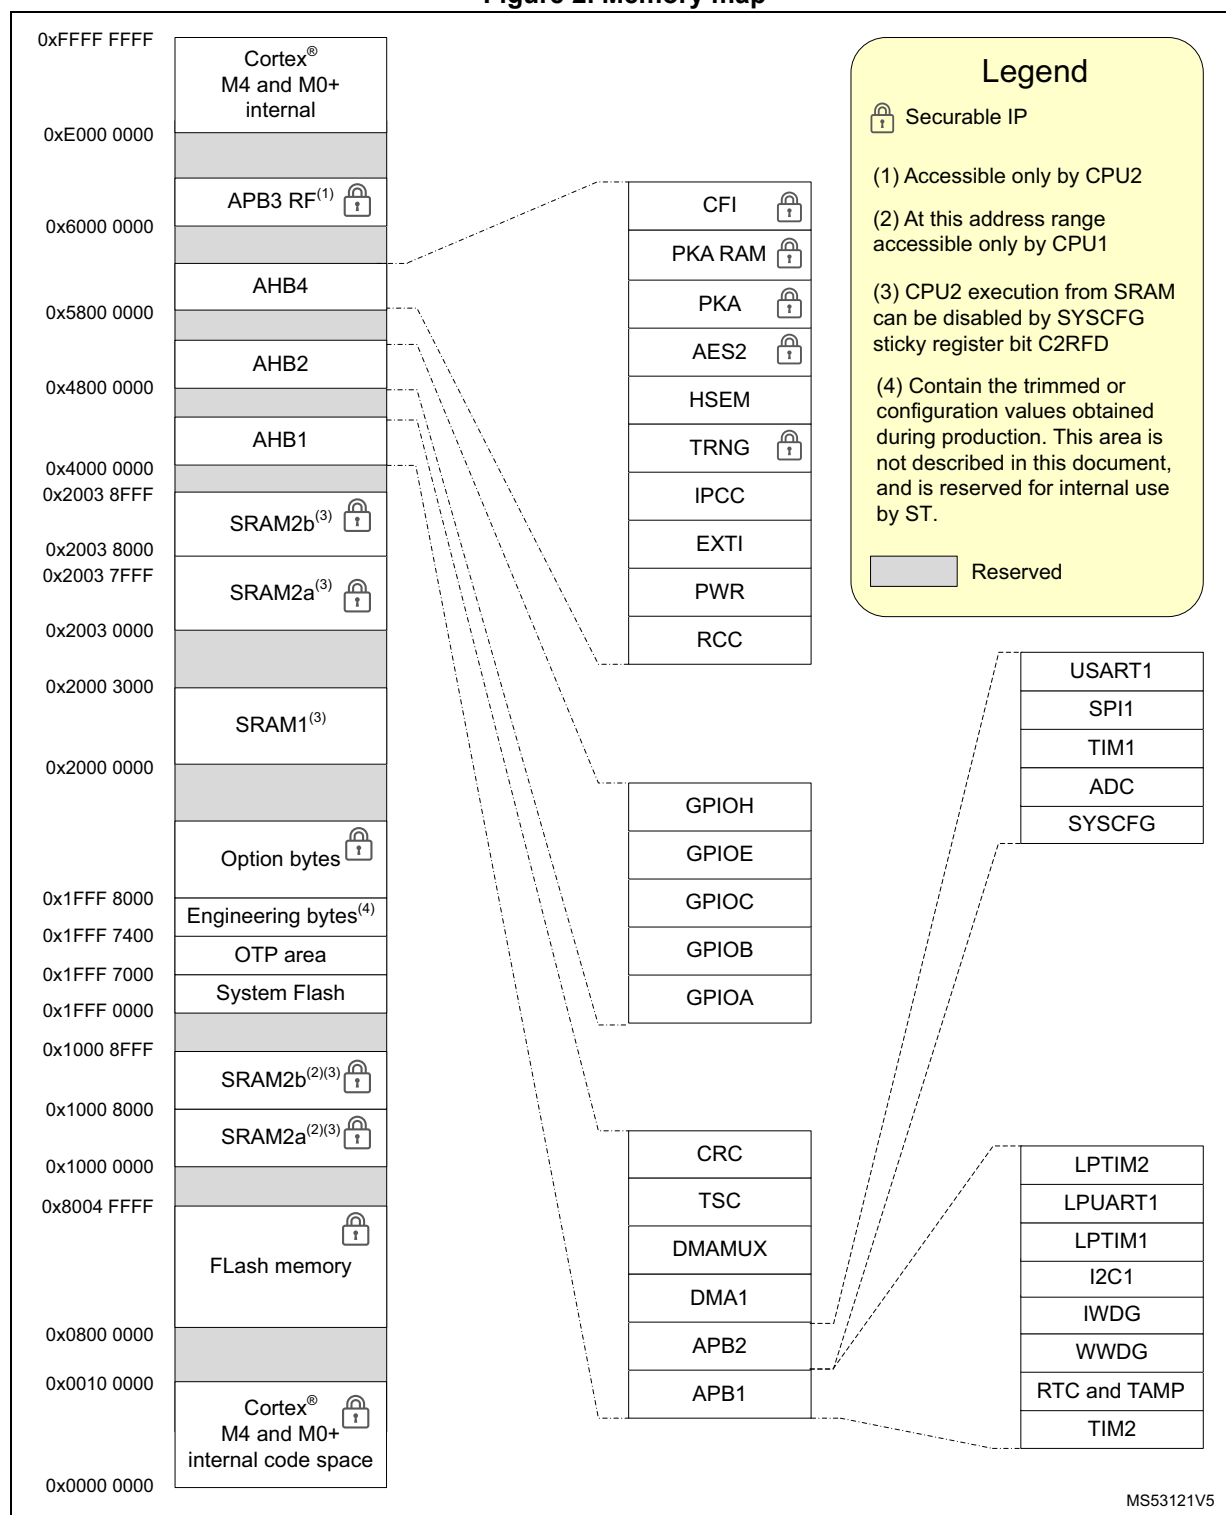 0xFFFF FFFF
Cortex®
M4 and M0+
internal
0xE000 0000
APB3 RF(1)
0x6000 0000
AHB4
0x5800 0000
AHB2
0x4800 0000
AHB1
0x4000 0000
0x2003 8FFF
SRAM2b(3)
0x2003 8000
0x2003 7FFF
SRAM2a(3)
0x2003 0000
0x2000 3000
SRAM1(3)
0x2000 0000
Option bytes
0x1FFF 8000
Engineering bytes(4)
0x1FFF 7400
OTP area
0x1FFF 7000
System Flash
0x1FFF 0000
0x1000 8FFF
SRAM2b(2)(3)
0x1000 8000
SRAM2a(2)(3)
0x1000 0000
0x8004 FFFF
FLash memory
0x0800 0000
0x0010 0000
Cortex®
M4 and M0+
internal code space
0x0000 0000
CFI
PKA RAM
PKA
AES2
HSEM
TRNG
IPCC
EXTI
PWR
RCC
GPIOH
GPIOE
GPIOC
GPIOB
GPIOA
CRC
TSC
DMAMUX
DMA1
APB2
APB1
Legend
Securable IP
(1) Accessible only by CPU2
(2) At this address range
accessible only by CPU1
(3) CPU2 execution from SRAM
can be disabled by SYSCFG
sticky register bit C2RFD
(4) Contain the trimmed or
configuration values obtained
during production. This area is
not described in this document,
and is reserved for internal use
by ST.
Reserved
USART1
SPI1
TIM1
ADC
SYSCFG
LPTIM2
LPUART1
LPTIM1
I2C1
IWDG
WWDG
RTC and TAMP
TIM2
MS53121V5